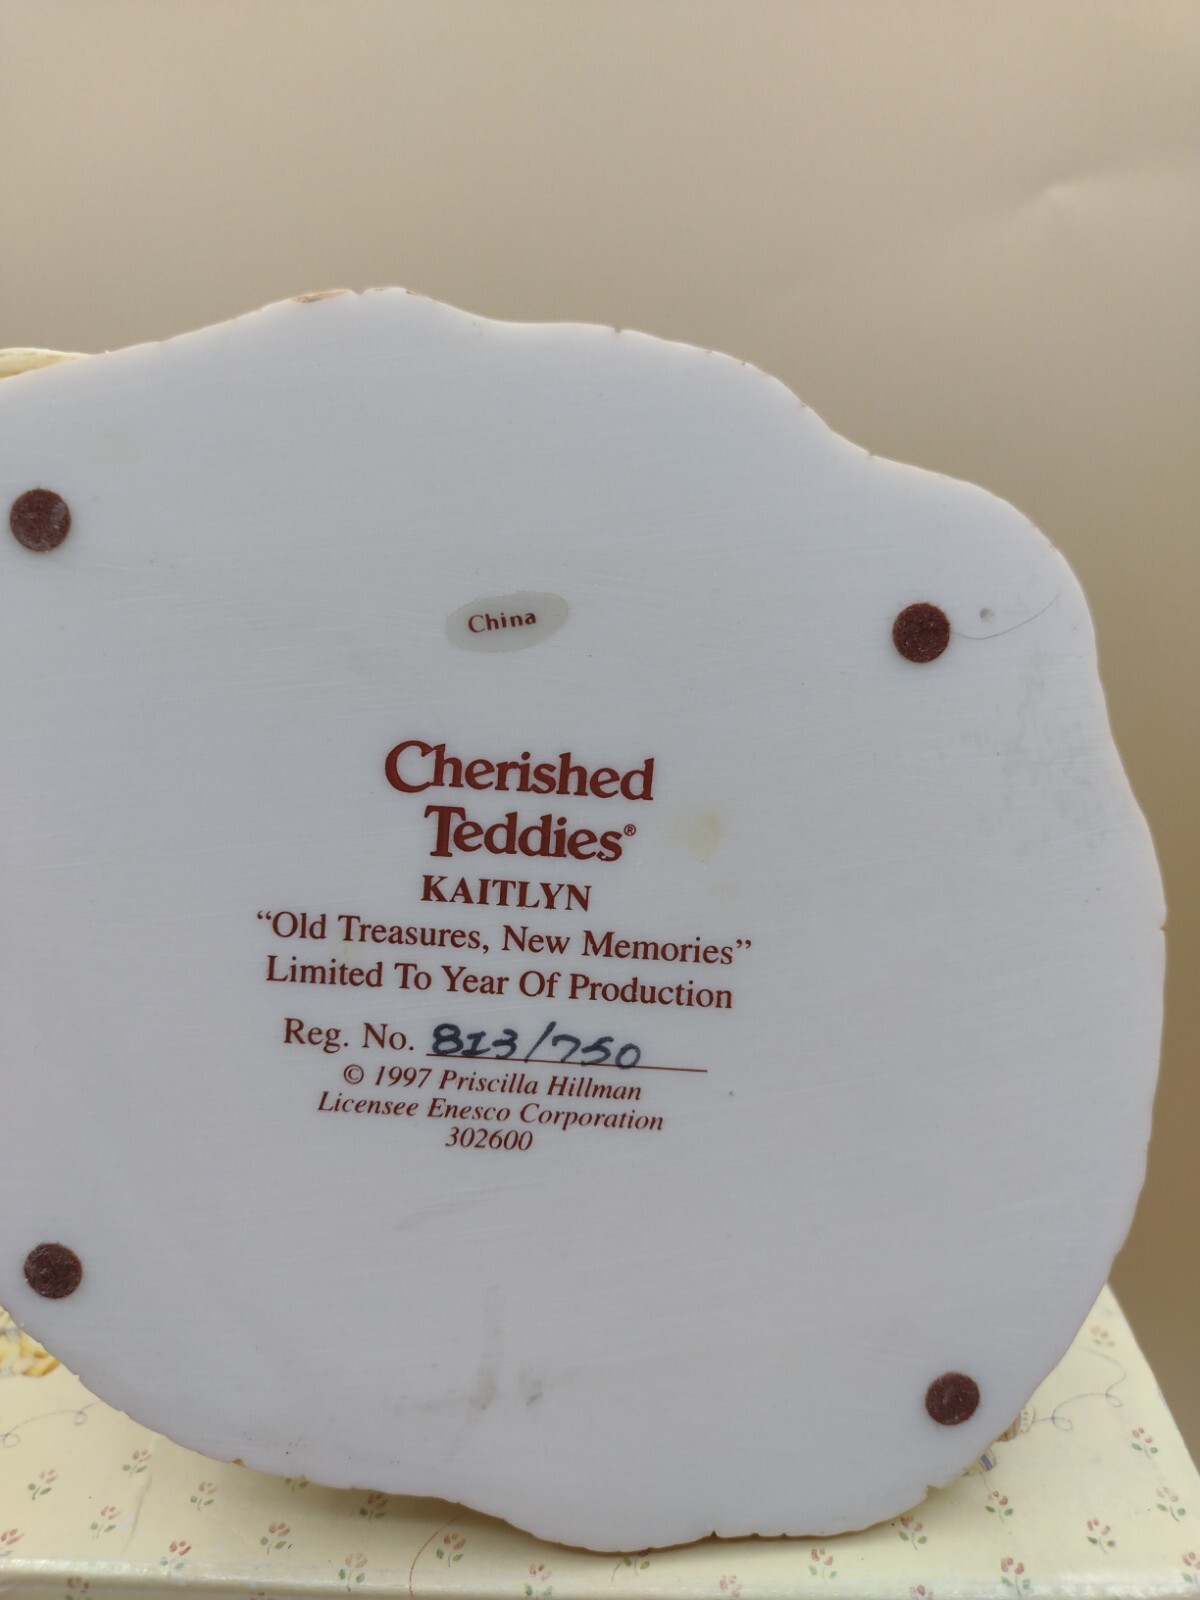 China
Cherished
Teddies®
KAITLYN
“Old Treasures, New Memories”
Limited To Year Of Production
Reg. No. 813/750
© 1997 Priscilla Hillman
Licensee Enesco Corporation
302600